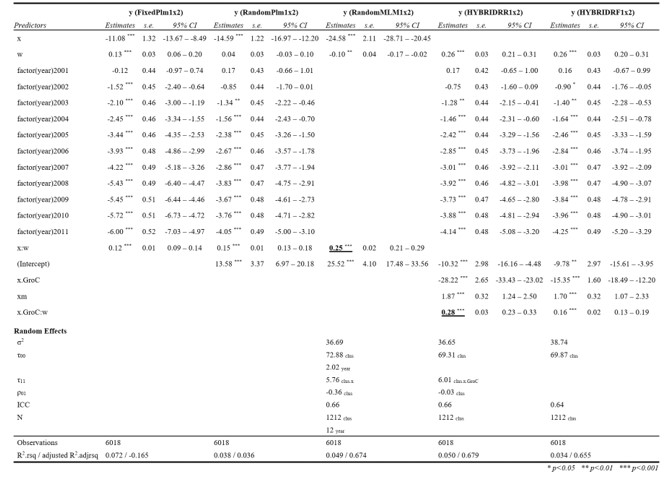 y (FixedPlm1x2) y (RandomPlm1x2) y (RandomMLM1x2) y (HYBRIDRR1x2) y (HYBRIDRF1x2)
Predictors Estimates s.e. 95% CI Estimates s.e. 95% CI Estimates s.e. 95% CI Estimates s.e. 95% CI Estimates s.e. 95% CI
x -11.08 *** 1.32 -13.67 – -8.49 -14.59 *** 1.22 -16.97 – -12.20 -24.58 *** 2.11 -28.71 – -20.45
w 0.13 *** 0.03 0.06 – 0.20 0.04 0.03 -0.03 – 0.10 -0.10 ** 0.04 -0.17 – -0.02 0.26 *** 0.03 0.21 – 0.31 0.26 *** 0.03 0.20 – 0.31
factor(year)2001 -0.12 0.44 -0.97 – 0.74 0.17 0.43 -0.66 – 1.01 0.17 0.42 -0.65 – 1.00 0.16 0.43 -0.67 – 0.99
factor(year)2002 -1.52 *** 0.45 -2.40 – -0.64 -0.85 0.44 -1.70 – 0.01 -0.75 0.43 -1.60 – 0.09 -0.90 * 0.44 -1.76 – -0.05
factor(year)2003 -2.10 *** 0.46 -3.00 – -1.19 -1.34 ** 0.45 -2.22 – -0.46 -1.28 ** 0.44 -2.15 – -0.41 -1.40 ** 0.45 -2.28 – -0.53
factor(year)2004 -2.45 *** 0.46 -3.34 – -1.55 -1.56 *** 0.44 -2.43 – -0.70 -1.46 *** 0.44 -2.31 – -0.60 -1.64 *** 0.44 -2.51 – -0.78
factor(year)2005 -3.44 *** 0.46 -4.35 – -2.53 -2.38 *** 0.45 -3.26 – -1.50 -2.42 *** 0.44 -3.29 – -1.56 -2.46 *** 0.45 -3.33 – -1.59
factor(year)2006 -3.93 *** 0.48 -4.86 – -2.99 -2.67 *** 0.46 -3.57 – -1.78 -2.85 *** 0.45 -3.73 – -1.96 -2.84 *** 0.46 -3.74 – -1.95
factor(year)2007 -4.22 *** 0.49 -5.18 – -3.26 -2.86 *** 0.47 -3.77 – -1.94 -3.01 *** 0.46 -3.92 – -2.11 -3.01 *** 0.47 -3.92 – -2.09
factor(year)2008 -5.43 *** 0.49 -6.40 – -4.47 -3.83 *** 0.47 -4.75 – -2.91 -3.92 *** 0.46 -4.82 – -3.01 -3.98 *** 0.47 -4.90 – -3.07
factor(year)2009 -5.45 *** 0.51 -6.44 – -4.46 -3.67 *** 0.48 -4.61 – -2.73 -3.73 *** 0.47 -4.65 – -2.80 -3.84 *** 0.48 -4.78 – -2.91
factor(year)2010 -5.72 *** 0.51 -6.73 – -4.72 -3.76 *** 0.48 -4.71 – -2.82 -3.88 *** 0.48 -4.81 – -2.94 -3.96 *** 0.48 -4.90 – -3.01
factor(year)2011 -6.00 *** 0.52 -7.03 – -4.97 -4.05 *** 0.49 -5.00 – -3.10 -4.14 *** 0.48 -5.08 – -3.20 -4.25 *** 0.49 -5.20 – -3.29
x:w 0.12 *** 0.01 0.09 – 0.14 0.15 *** 0.01 0.13 – 0.18 0.25 *** 0.02 0.21 – 0.29
(Intercept) 13.58 *** 3.37 6.97 – 20.18 25.52 *** 4.10 17.48 – 33.56 -10.32 *** 2.98 -16.16 – -4.48 -9.78 ** 2.97 -15.61 – -3.95
x.GroC -28.22 *** 2.65 -33.43 – -23.02 -15.35 *** 1.60 -18.49 – -12.20
xm 1.87 *** 0.32 1.24 – 2.50 1.70 *** 0.32 1.07 – 2.33
x.GroC:w 0.28 *** 0.03 0.23 – 0.33 0.16 *** 0.02 0.13 – 0.19
Random Effects
σ² 36.69 36.65 38.74
τ₀₀ 72.88 clus 69.31 clus 69.87 clus
2.02 year
τ₁₁ 5.76 clus.x 6.01 clus.x.GroC
ρ₀₁ -0.36 clus -0.03 clus
ICC 0.66 0.66 0.64
N 1212 clus 1212 clus 1212 clus
12 year
Observations 6018 6018 6018 6018 6018
R².rsq / adjusted R².adjrsq 0.072 / -0.165 0.038 / 0.036 0.049 / 0.674 0.050 / 0.679 0.034 / 0.655
* p<0.05 ** p<0.01 *** p<0.001